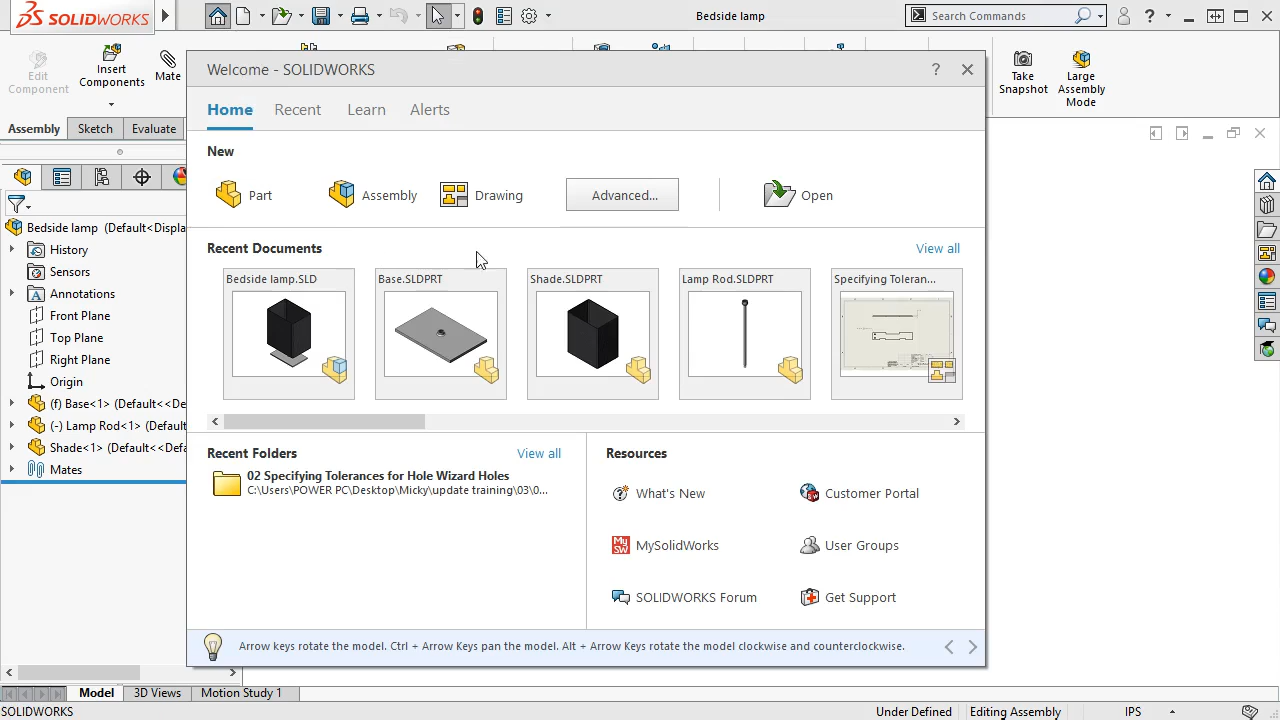 SOLIDWORKS
Bedside lamp
Search Commands
Edit
Component
Insert
Components
Mate
Take
Snapshot
Large
Assembly
Mode
Assembly
Sketch
Evaluate
Welcome - SOLIDWORKS
Home
Recent
Learn
Alerts
New
Part
Assembly
Drawing
Advanced...
Open
Recent Documents
View all
Bedside lamp.SLD
Base.SLDPRT
Shade.SLDPRT
Lamp Rod.SLDPRT
Specifying Toleran...
Bedside lamp (Default<Displa
History
Sensors
Annotations
Front Plane
Top Plane
Right Plane
Origin
(f) Base<1> (Default<<De
(-) Lamp Rod<1> (Default
Shade<1> (Default<<Defa
Mates
Recent Folders
View all
02 Specifying Tolerances for Hole Wizard Holes
C:\Users\POWER PC\Desktop\Micky\update training\03\0...
Resources
What's New
Customer Portal
MySolidWorks
User Groups
SOLIDWORKS Forum
Get Support
Arrow keys rotate the model. Ctrl + Arrow Keys pan the model. Alt + Arrow Keys rotate the model clockwise and counterclockwise.
Model
3D Views
Motion Study 1
SOLIDWORKS
Under Defined
Editing Assembly
IPS